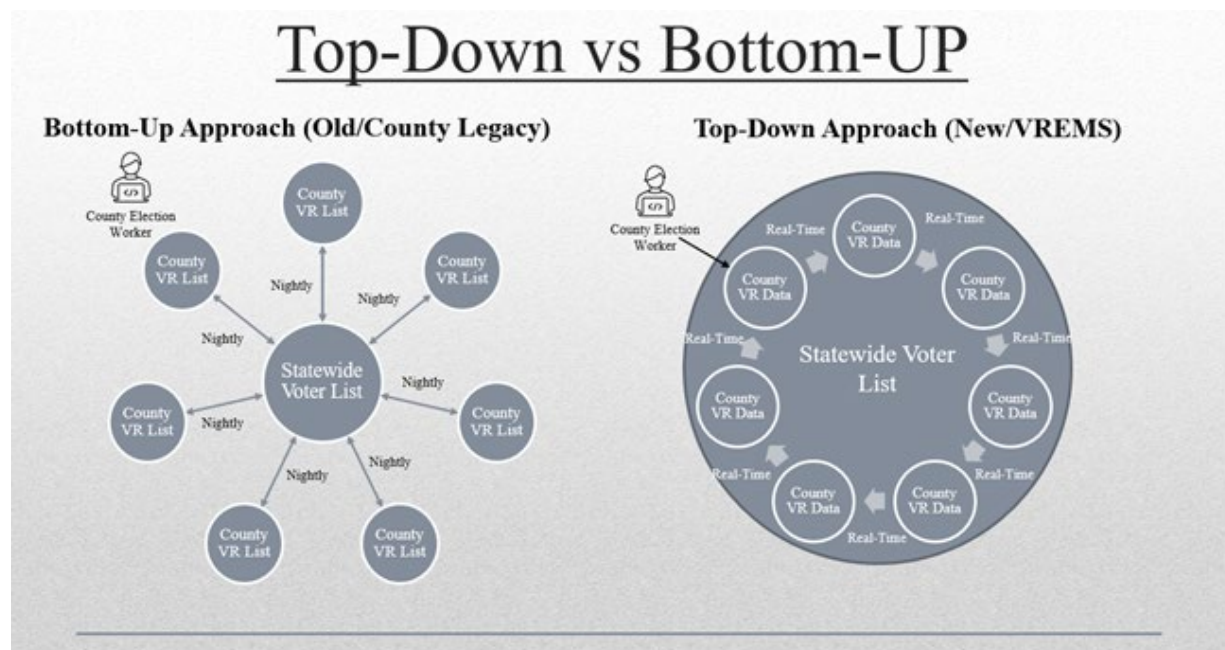 Top-Down vs Bottom-UP
Bottom-Up Approach (Old/County Legacy)
County Election
Worker
County
VR List
County
VR List
County
VR List
Nightly
Nightly
Nightly
Statewide
Voter List
Nightly
County
VR List
Nightly
County
VR List
Nightly
Nightly
County
VR List
County
VR List
Top-Down Approach (New/VREMS)
County Election
Worker
Real-Time
County
VR Data
Real-Time
County
VR Data
County
VR Data
Real-Time
Real-Time
Statewide Voter
List
County
VR Data
County
VR Data
Real-Time
Real-Time
County
VR Data
County
VR Data
Real-Time